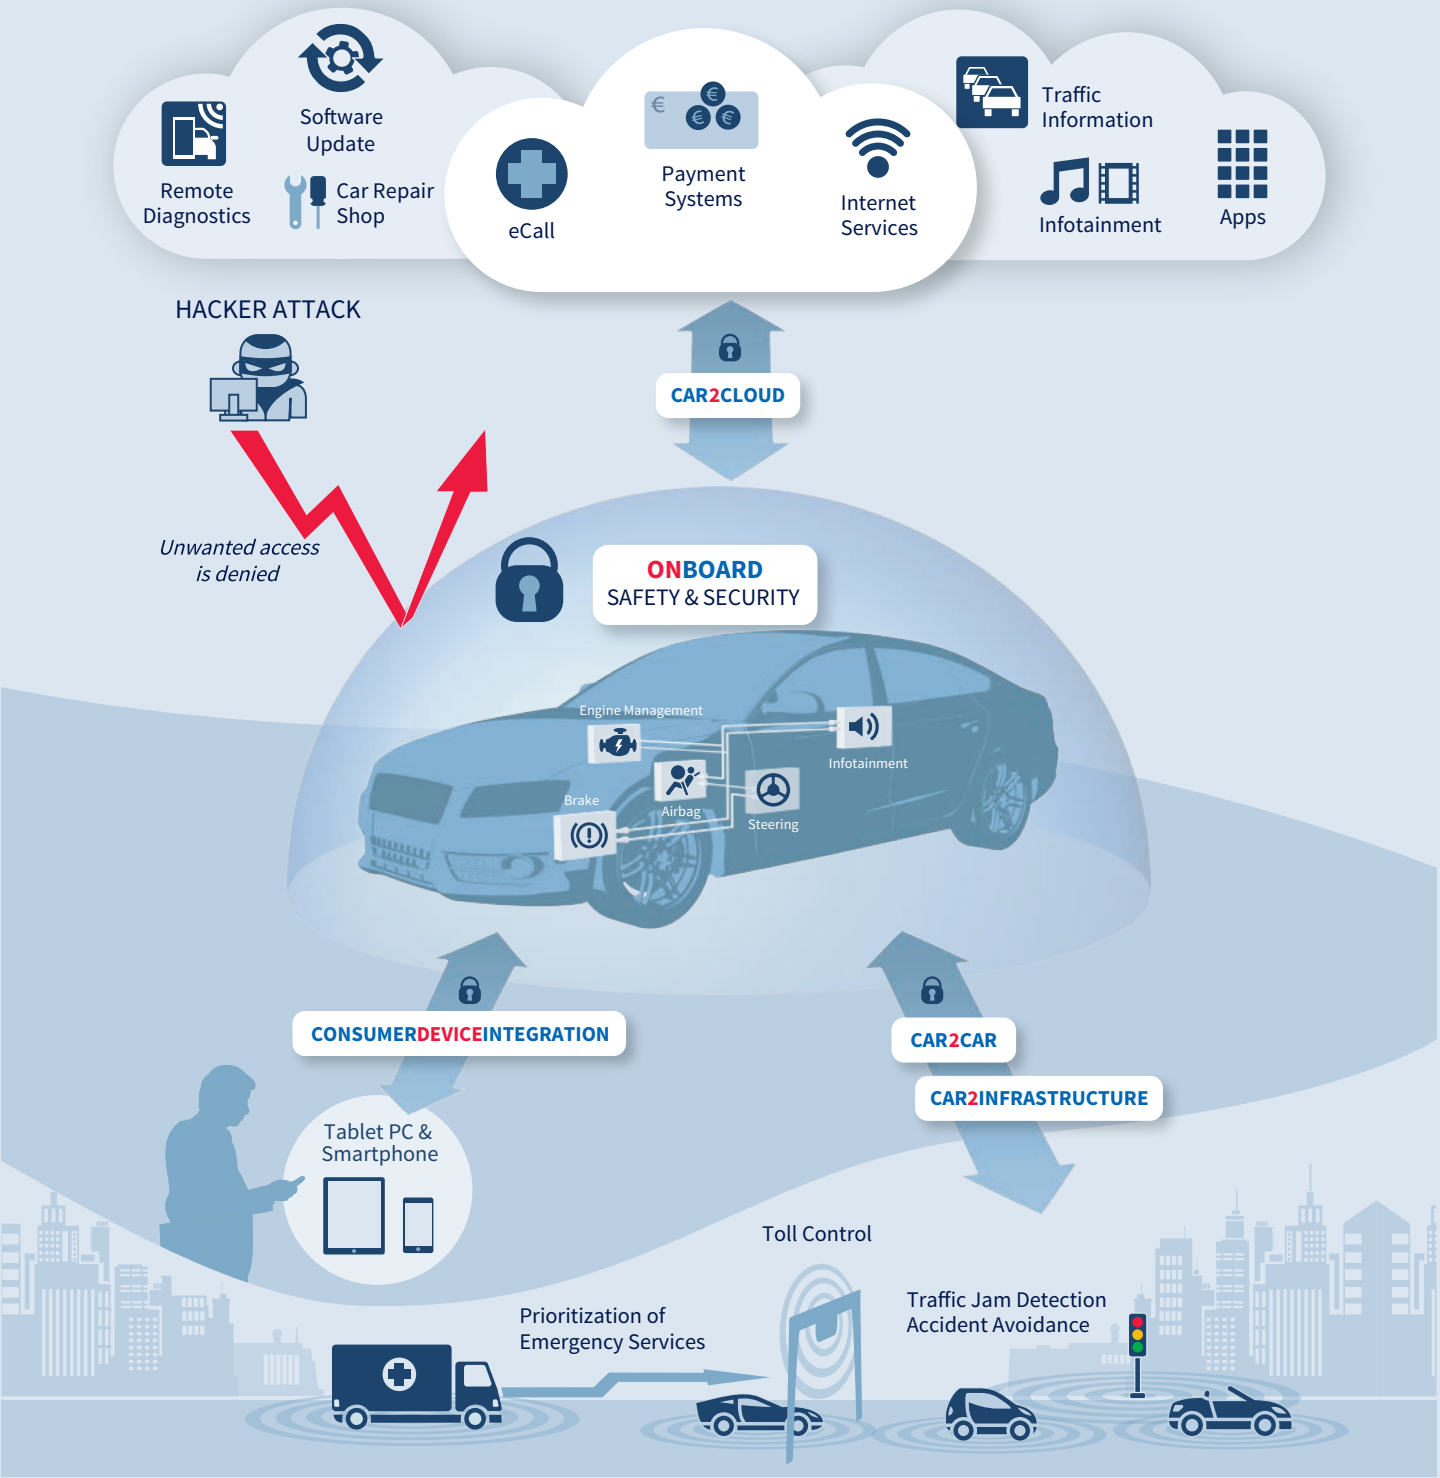 Software
Update
Remote
Diagnostics
Car Repair
Shop
eCall
€
€
€
€
Payment
Systems
Internet
Services
Traffic
Information
Infotainment
Apps
HACKER ATTACK
CAR2CLOUD
Unwanted access
is denied
ONBOARD
SAFETY & SECURITY
Engine Management
Infotainment
Brake
Airbag
Steering
CONSUMERDEVICEINTEGRATION
CAR2CAR
CAR2INFRASTRUCTURE
Tablet PC &
Smartphone
Toll Control
Prioritization of
Emergency Services
Traffic Jam Detection
Accident Avoidance